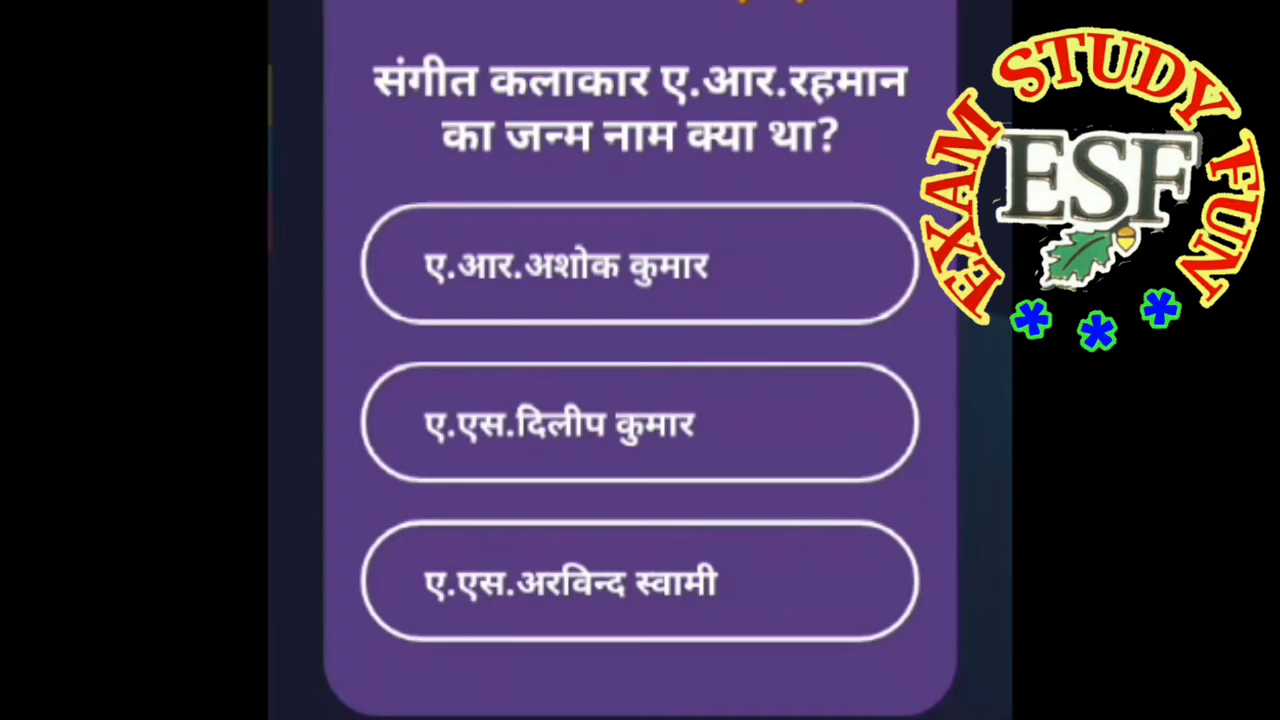 संगीत कलाकार ए.आर.रहमान
का जन्म नाम क्या था?
ए.आर.अशोक कुमार
ए.एस.दिलीप कुमार
ए.एस.अरविन्द स्वामी
EXAM STUDY FUN
ESF
***